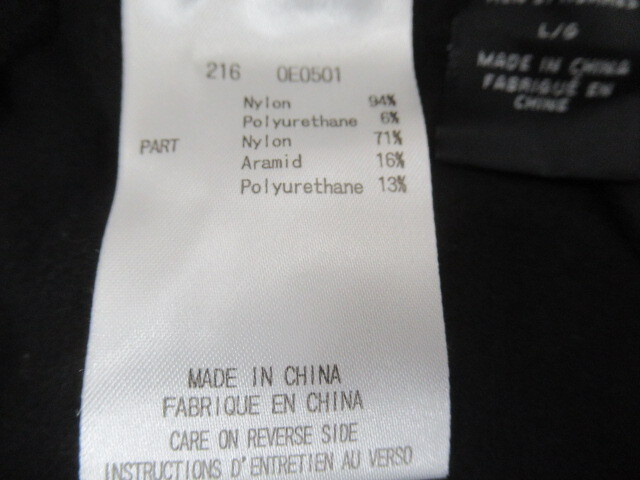 216 0E0501
Nylon 94%
Polyurethane 6%
PART Nylon 71%
Aramid 16%
Polyurethane 13%
MADE IN CHINA
FABRIQUE EN CHINA
CARE ON REVERSE SIDE
INSTRUCTIONS D'ENTRETIEN AU VERSO
L/G
MADE IN CHINA
FABRIQUÉ EN
CHINE